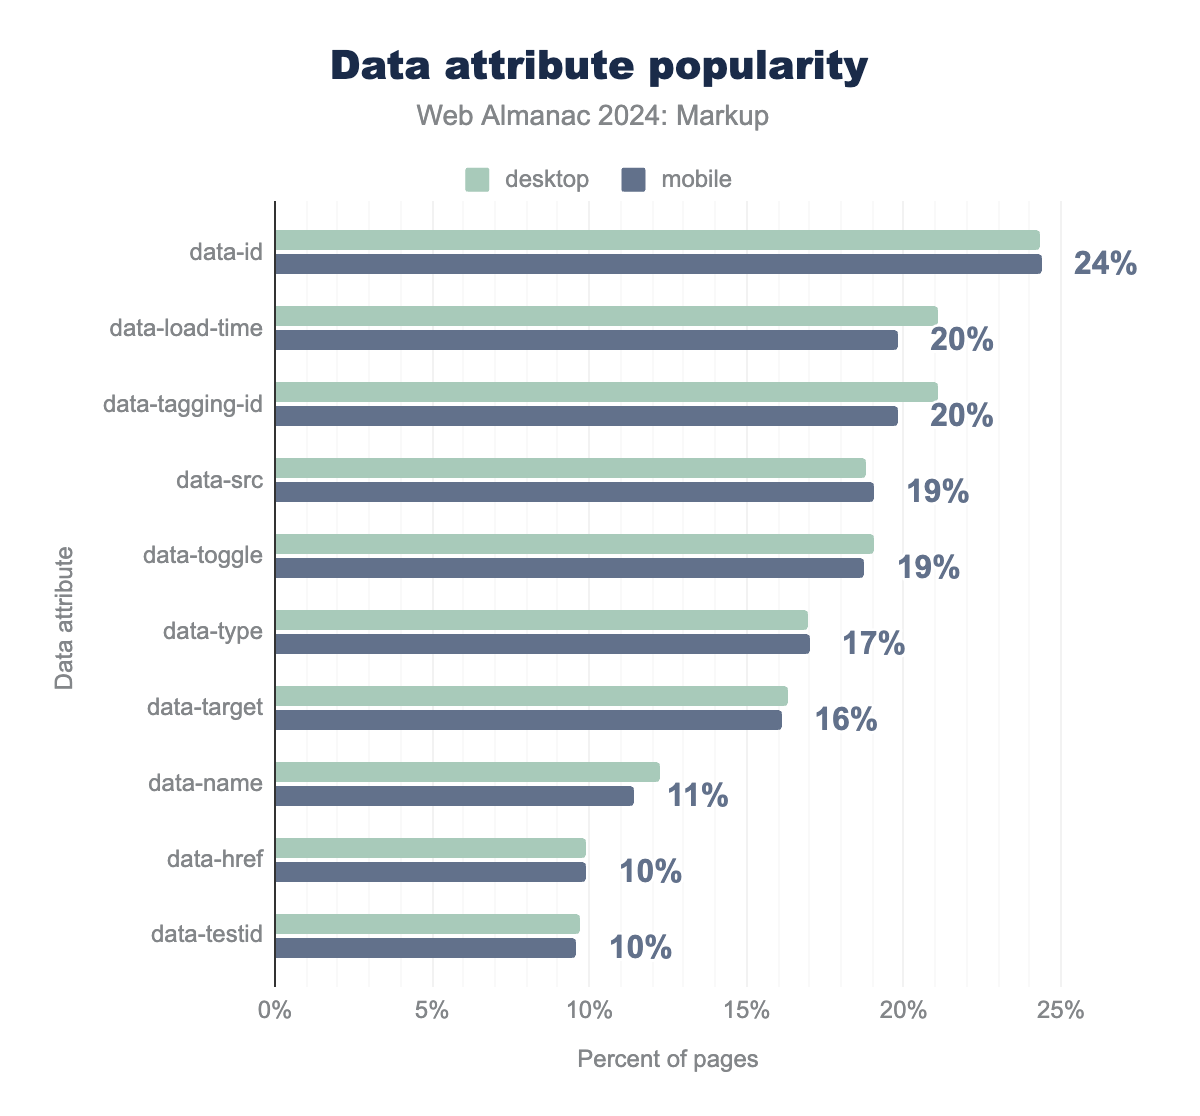 Data attribute popularity
Web Almanac 2024: Markup
desktop mobile
data-id 24%
data-load-time 20%
data-tagging-id 20%
data-src 19%
data-toggle 19%
data-type 17%
data-target 16%
data-name 11%
data-href 10%
data-testid 10%
Data attribute
0% 5% 10% 15% 20% 25%
Percent of pages